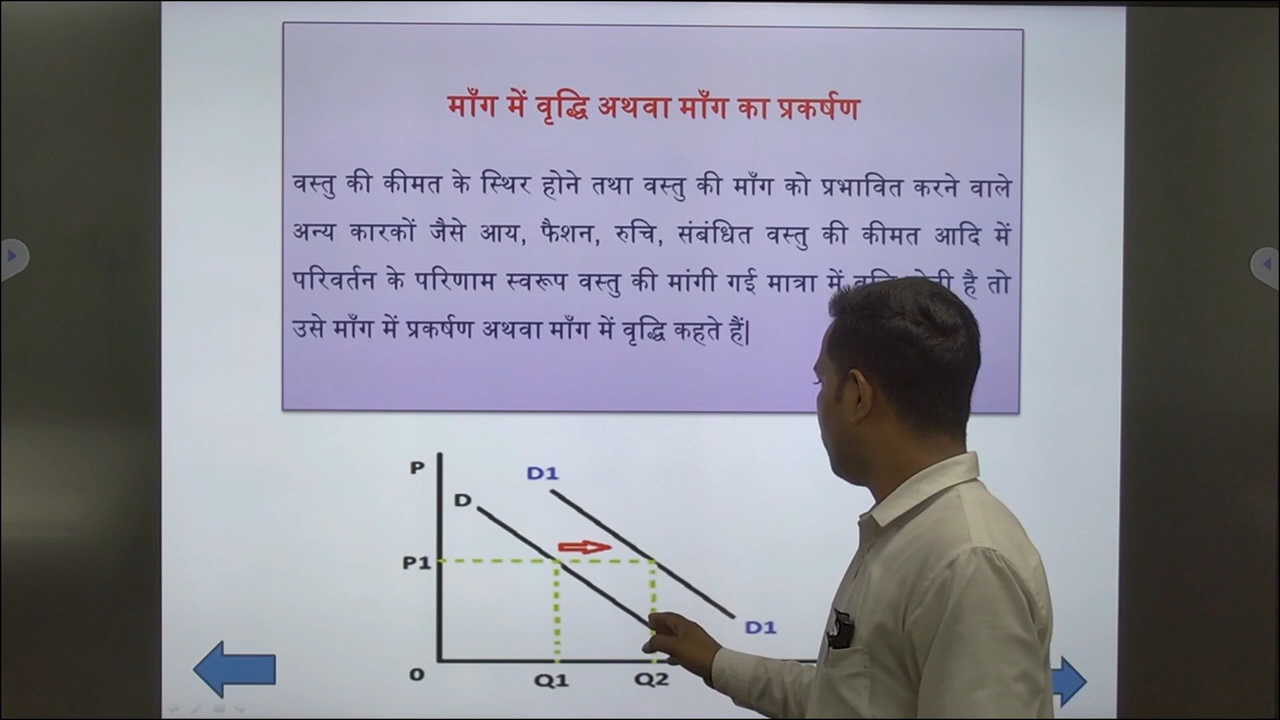 माँग में वृद्धि अथवा माँग का प्रकर्षण
वस्तु की कीमत के स्थिर होने तथा वस्तु की माँग को प्रभावित करने वाले
अन्य कारकों जैसे आय, फैशन, रुचि, संबंधित वस्तु की कीमत आदि में
परिवर्तन के परिणाम स्वरूप वस्तु की मांगी गई मात्रा में है तो
उसे माँग में प्रकर्षण अथवा माँग में वृद्धि कहते हैं|
P
D1
D
P1
D1
0
Q1
Q2